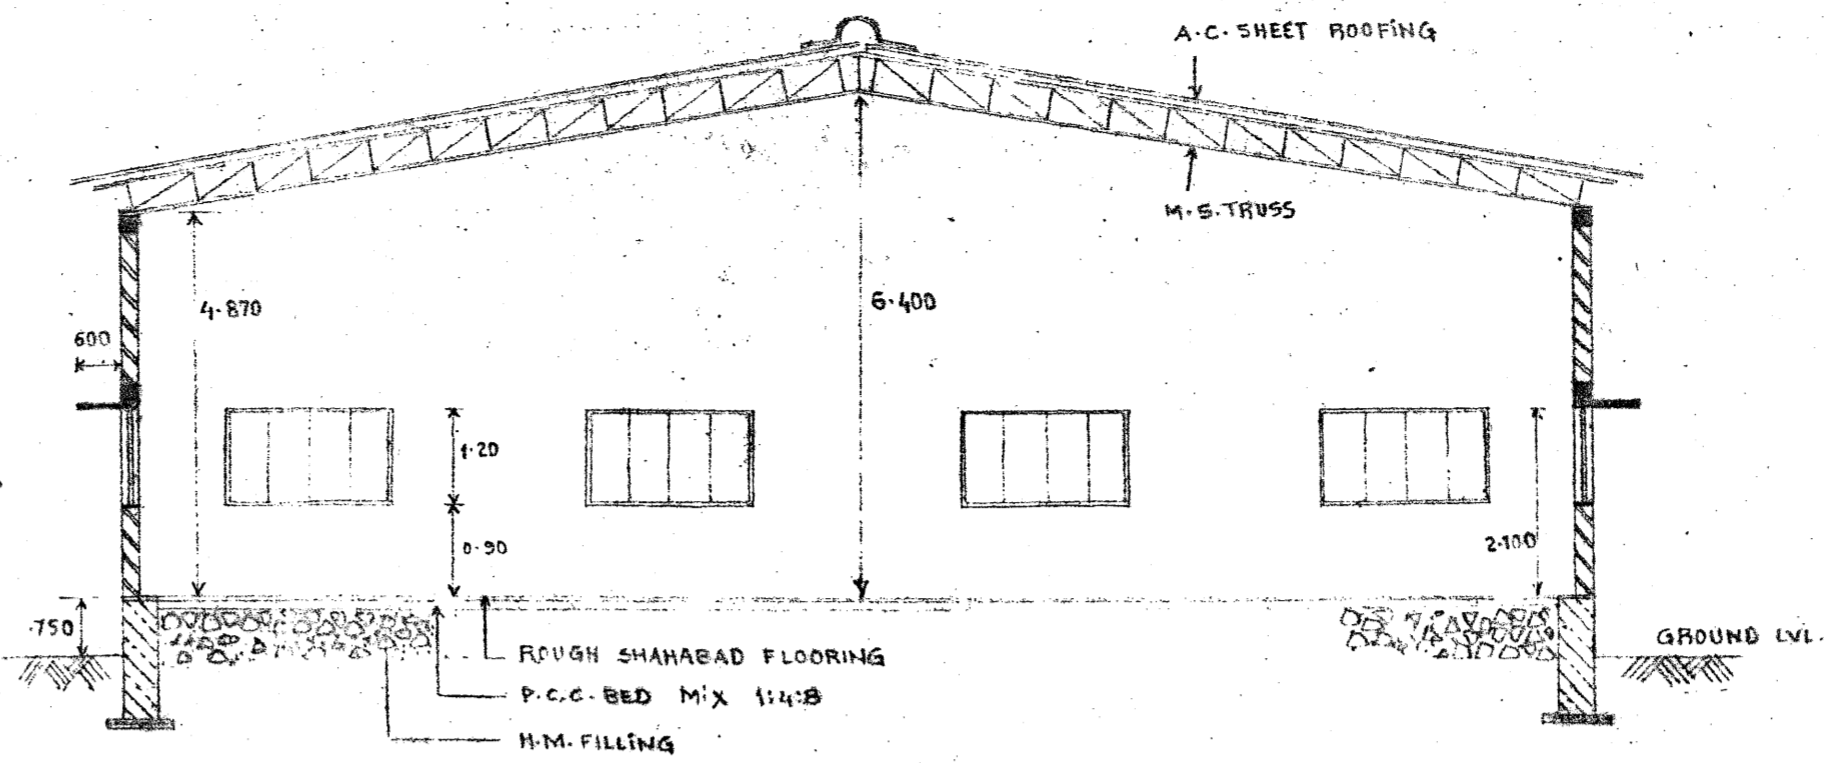 A.C. SHEET ROOFING
M.S. TRUSS
4.870
6.400
600
1.20
0.90
2.100
.750
GROUND LVL.
ROUGH SHAHABAD FLOORING
P.C.C. BED MIX 1:4:8
H.M. FILLING